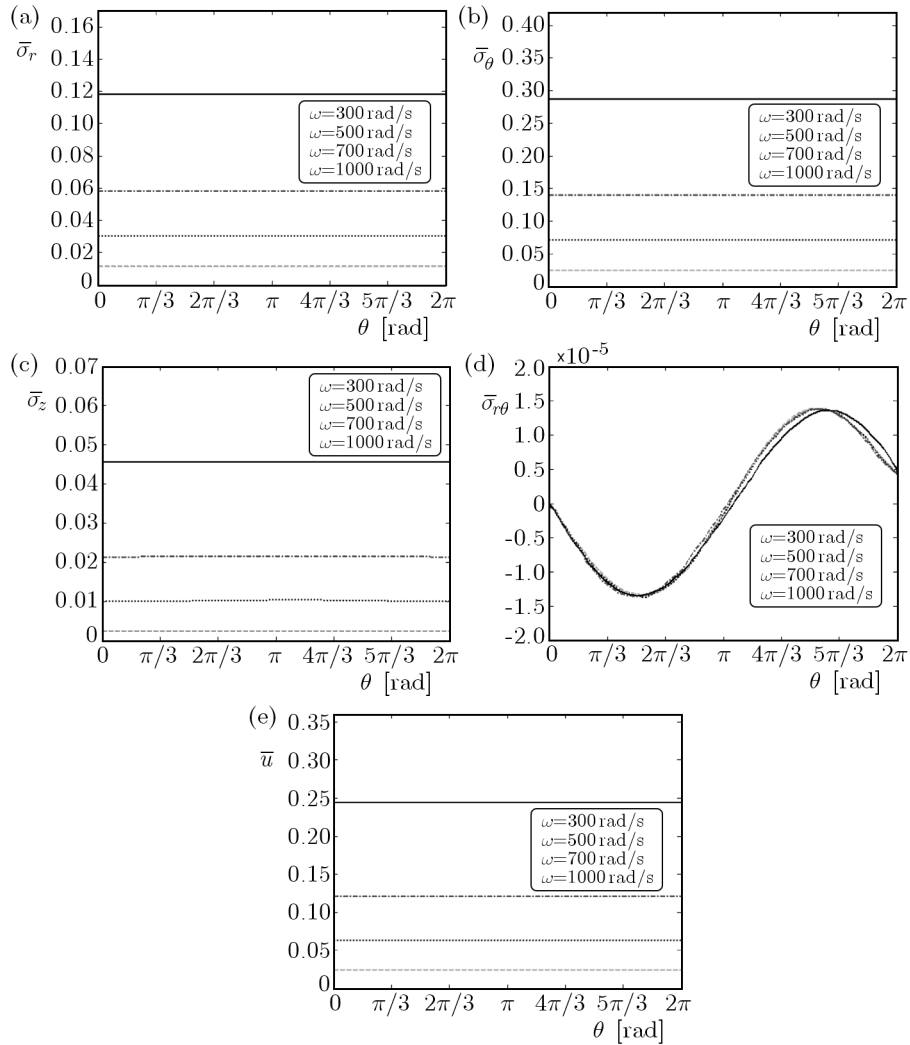 (a)
0.16
σ̅r
0.14
0.12
0.10
0.08
0.06
0.04
0.02
0
0 π/3 2π/3 π 4π/3 5π/3 2π
θ [rad]
ω=300 rad/s
ω=500 rad/s
ω=700 rad/s
ω=1000 rad/s
(b)
0.40
σ̅θ
0.35
0.30
0.25
0.20
0.15
0.10
0.05
0
0 π/3 2π/3 π 4π/3 5π/3 2π
θ [rad]
ω=300 rad/s
ω=500 rad/s
ω=700 rad/s
ω=1000 rad/s
(c)
0.07
σ̅z
0.06
0.05
0.04
0.03
0.02
0.01
0
0 π/3 2π/3 π 4π/3 5π/3 2π
θ [rad]
ω=300 rad/s
ω=500 rad/s
ω=700 rad/s
ω=1000 rad/s
(d)
×10⁻⁵
2.0
σ̅rθ
1.5
1.0
0.5
0
-0.5
-1.0
-1.5
-2.0
0 π/3 2π/3 π 4π/3 5π/3 2π
θ [rad]
ω=300 rad/s
ω=500 rad/s
ω=700 rad/s
ω=1000 rad/s
(e)
0.35
u̅
0.30
0.25
0.20
0.15
0.10
0.05
0
0 π/3 2π/3 π 4π/3 5π/3 2π
θ [rad]
ω=300 rad/s
ω=500 rad/s
ω=700 rad/s
ω=1000 rad/s